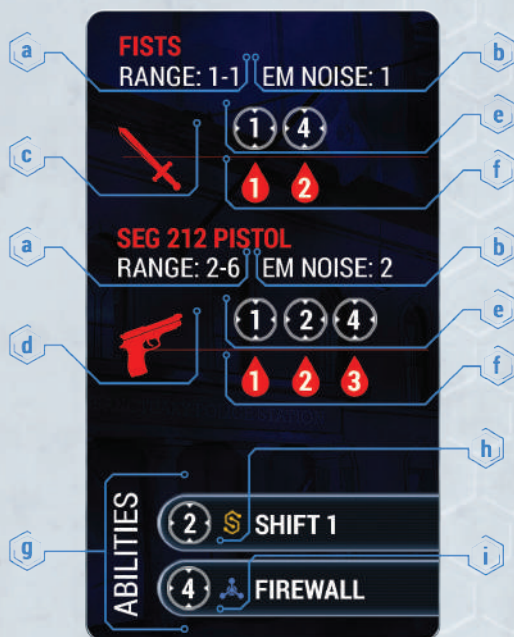 FISTS
a RANGE: 1-1 EM NOISE: 1 b
1 4 e
c
1 2 f
SEG 212 PISTOL
a RANGE: 2-6 EM NOISE: 2 b
1 2 4 e
d
1 2 3 f
h
ABILITIES
2 SHIFT 1
g
i
4 FIREWALL